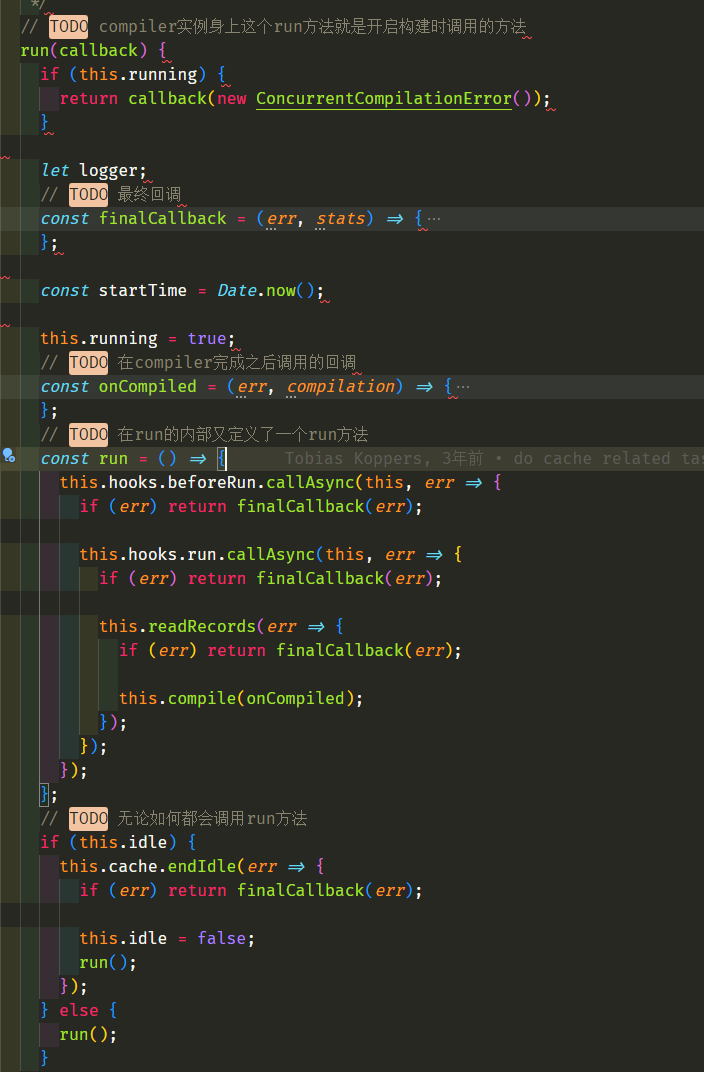 */
// TODO compiler实例身上这个run方法就是开启构建时调用的方法
run(callback) {
if (this.running) {
return callback(new ConcurrentCompilationError());
}
let logger;
// TODO 最终回调
const finalCallback = (err, stats) => {…
};
const startTime = Date.now();
this.running = true;
// TODO 在compiler完成之后调用的回调
const onCompiled = (err, compilation) => {…
};
// TODO 在run的内部又定义了一个run方法
const run = () => { Tobias Koppers, 3年前 • do cache related tas
this.hooks.beforeRun.callAsync(this, err => {
if (err) return finalCallback(err);
this.hooks.run.callAsync(this, err => {
if (err) return finalCallback(err);
this.readRecords(err => {
if (err) return finalCallback(err);
this.compile(onCompiled);
});
});
});
};
// TODO 无论如何都会调用run方法
if (this.idle) {
this.cache.endIdle(err => {
if (err) return finalCallback(err);
this.idle = false;
run();
});
} else {
run();
}